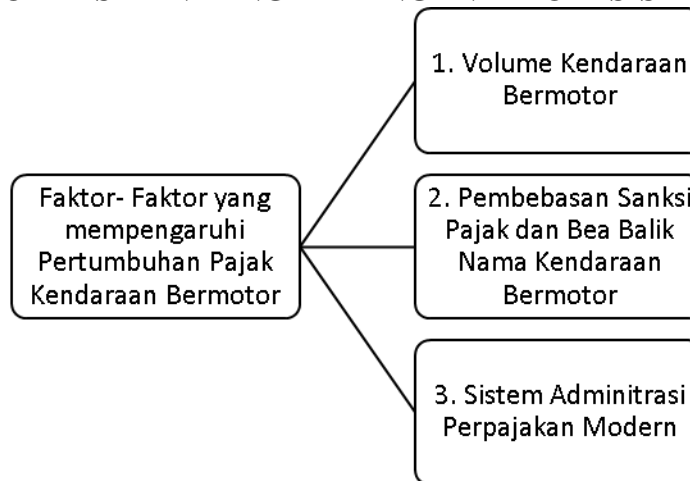 Faktor- Faktor yang
mempengaruhi
Pertumbuhan Pajak
Kendaraan Bermotor
1. Volume Kendaraan
Bermotor
2. Pembebasan Sanksi
Pajak dan Bea Balik
Nama Kendaraan
Bermotor
3. Sistem Adminitrasi
Perpajakan Modern